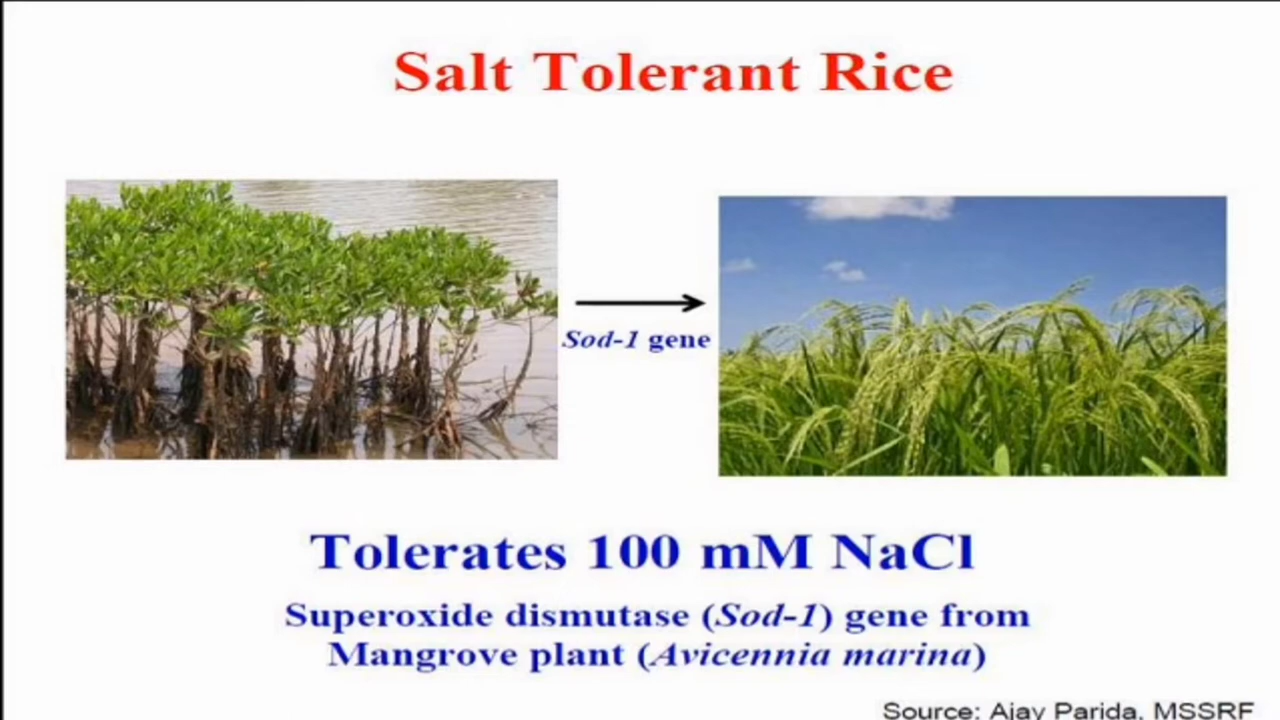 Salt Tolerant Rice
Sod-1 gene
Tolerates 100 mM NaCl
Superoxide dismutase (Sod-1) gene from
Mangrove plant (Avicennia marina)
Source: Ajay Parida, MSSRF